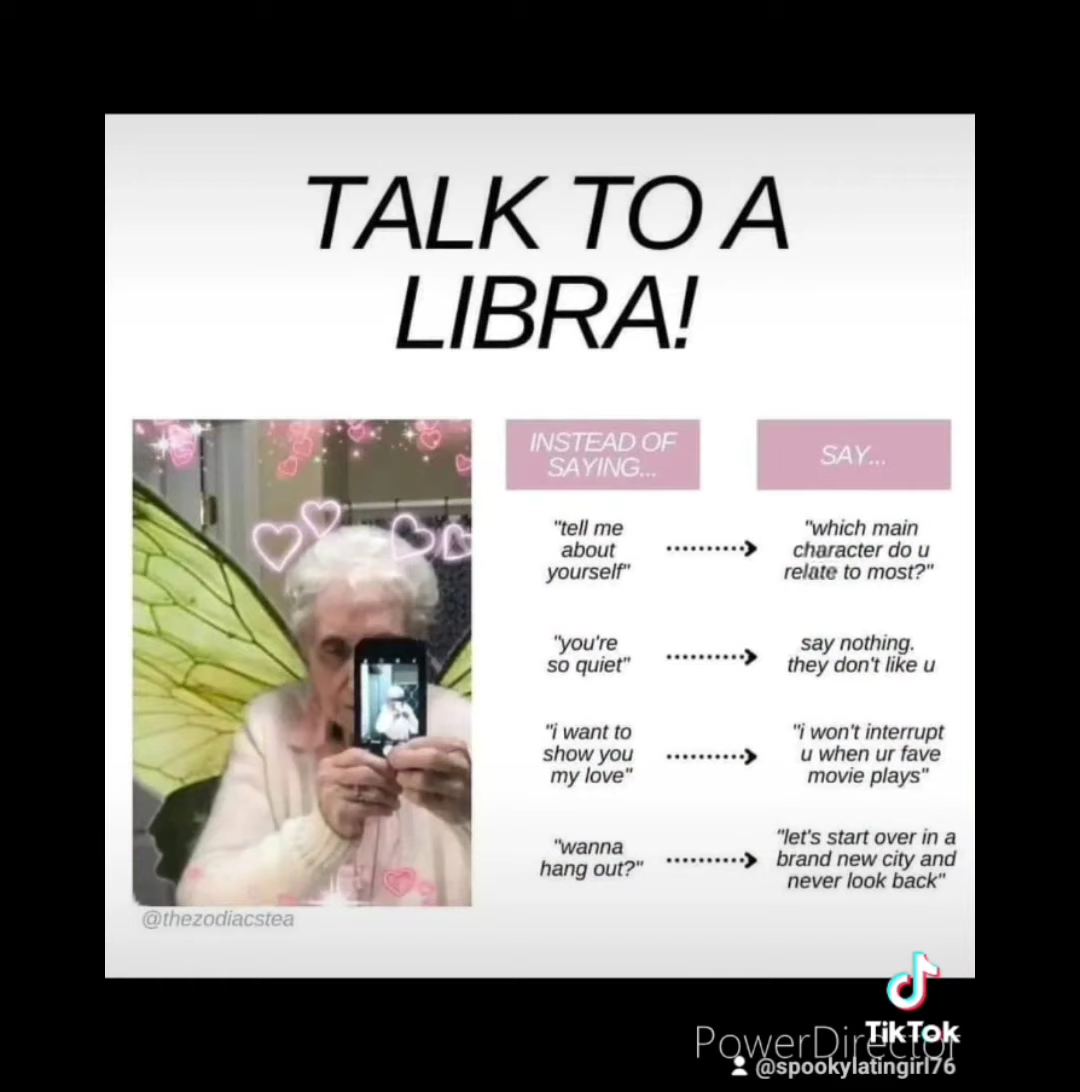 TALK TO A
LIBRA!
INSTEAD OF
SAYING...
SAY...
"tell me
about
yourself"
"which main
character do u
relate to most?"
"you're
so quiet"
say nothing.
they don't like u
"i want to
show you
my love"
"i won't interrupt
u when ur fave
movie plays"
"wanna
hang out?"
"let's start over in a
brand new city and
never look back"
@thezodiacstea
TikTok
PowerDirector
@spookylatingirl76